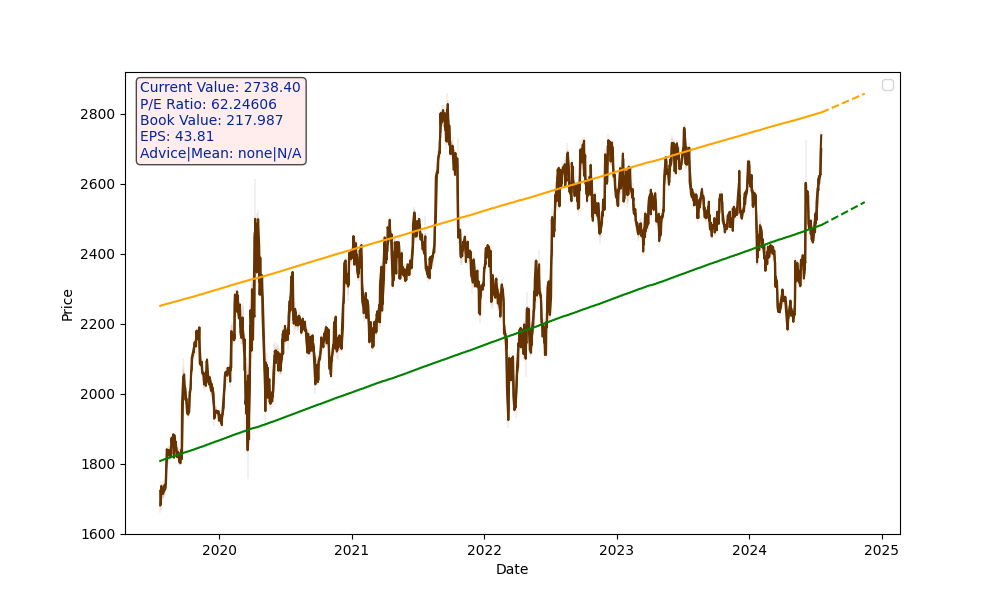 Current Value: 2738.40
P/E Ratio: 62.24606
Book Value: 217.987
EPS: 43.81
Advice|Mean: none|N/A
2800
2600
2400
2200
2000
1800
1600
Price
2020
2021
2022
2023
2024
2025
Date